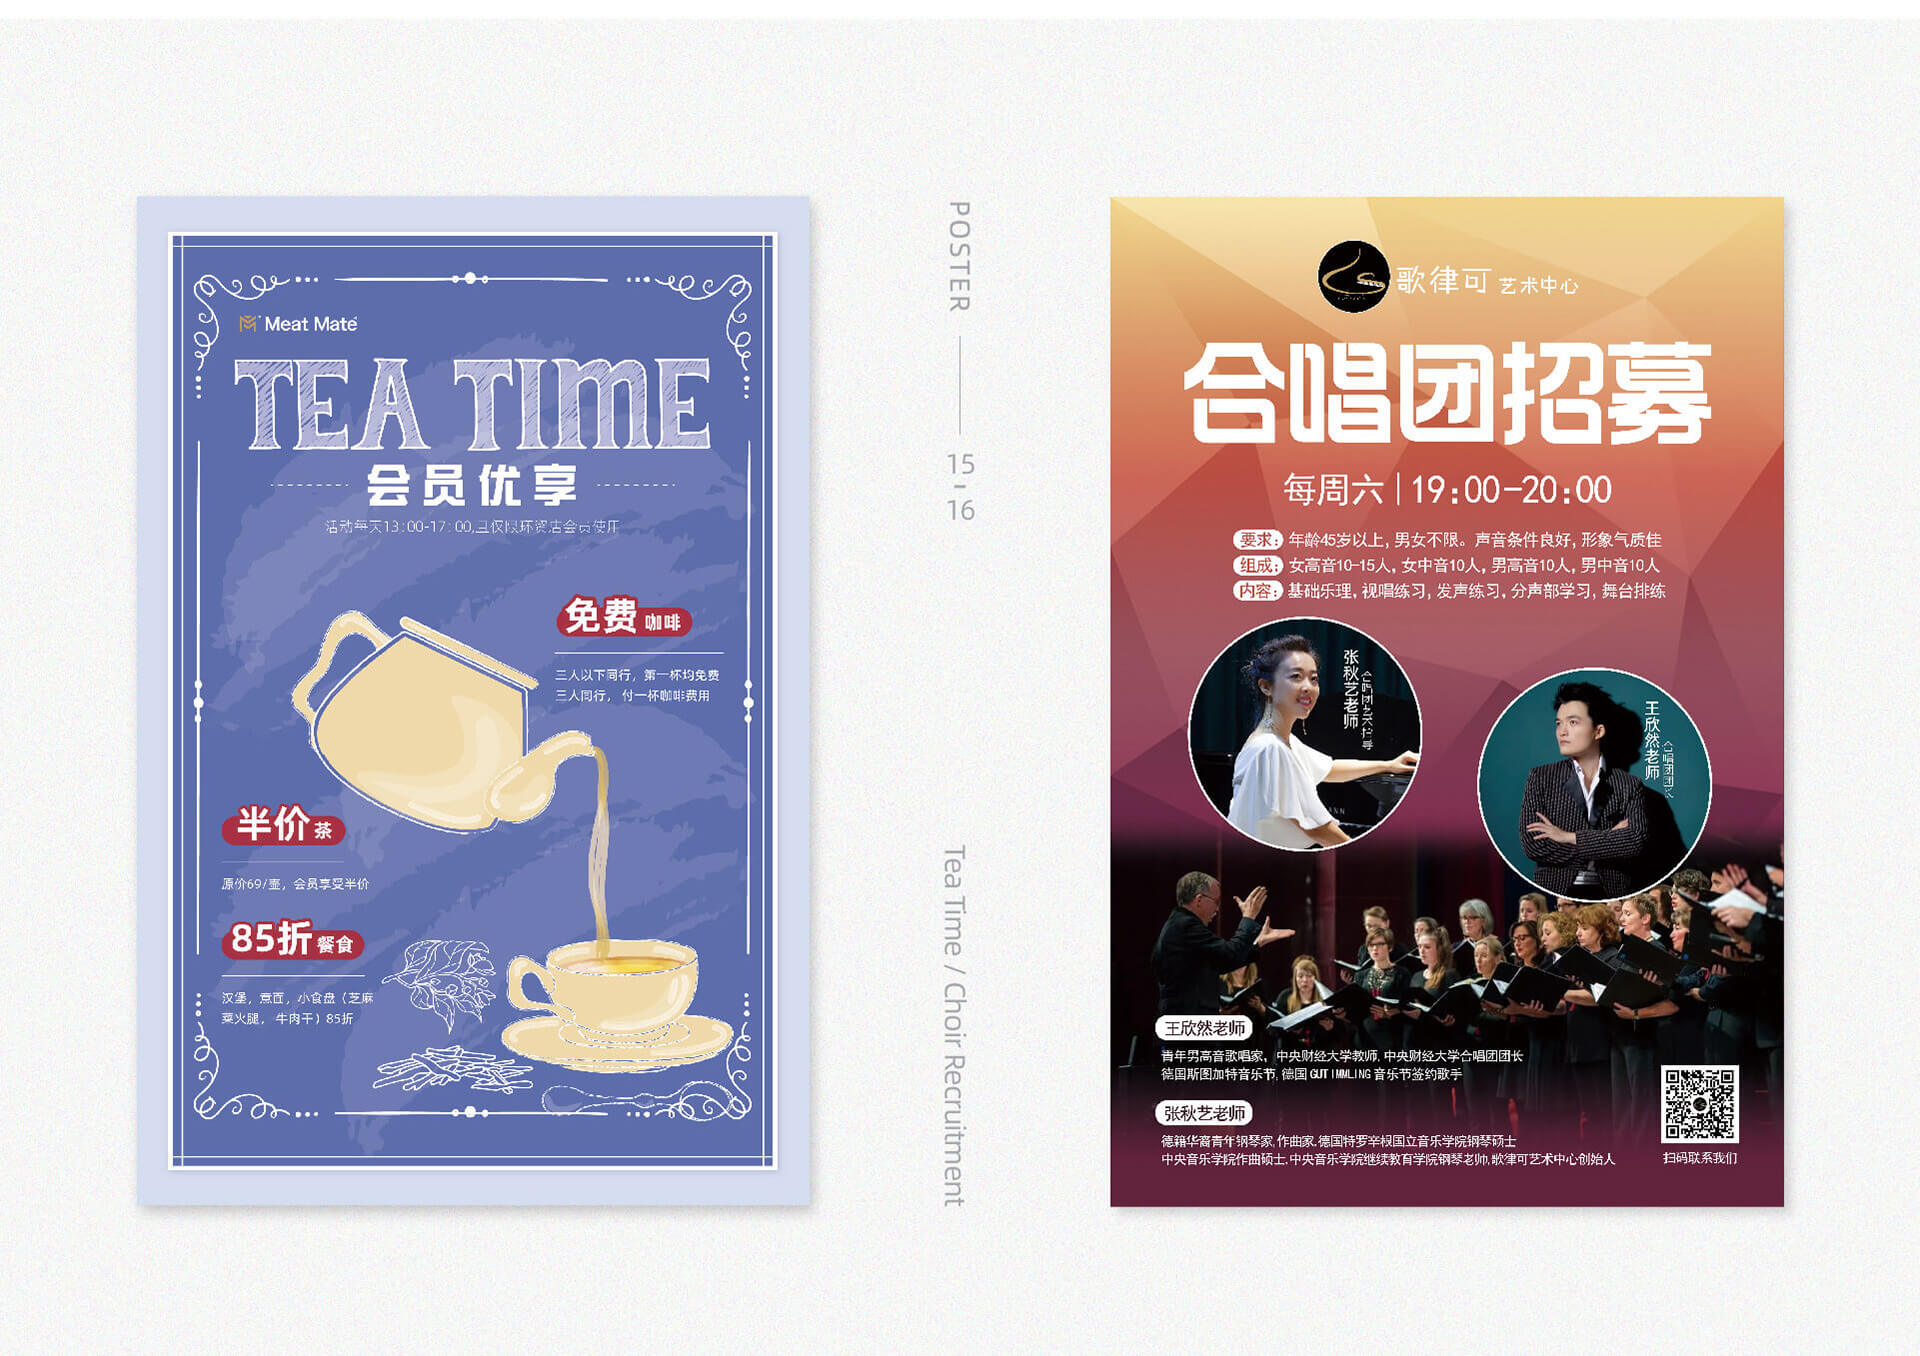 Meat Mate
TEA TIME
会员优享
活动每天13:00-17:00,且仅限环贸店会员使用
免费 咖啡
三人以下同行，第一杯均免费
三人同行，付一杯咖啡费用
半价 茶
原价69/壶，会员享受半价
85折 餐食
汉堡，意面，小食盘（芝麻
菜火腿，牛肉干）85折
POSTER
15
-
16
Tea Time / Choir Recruitment
歌律可 艺术中心
合唱团招募
每周六|19:00-20:00
要求：年龄45岁以上，男女不限。声音条件良好，形象气质佳
组成：女高音10-15人，女中音10人，男高音10人，男中音10人
内容：基础乐理，视唱练习，发声练习，分声部学习，舞台排练
张秋艺老师
合唱团艺术指导
王欣然老师
合唱团团长
王欣然老师
青年男高音歌唱家，中央财经大学教师，中央财经大学合唱团团长
德国斯图加特音乐节，德国 GUT IMMLING 音乐节签约歌手
张秋艺老师
德籍华裔青年钢琴家，作曲家，德国特罗辛根国立音乐学院钢琴硕士
中央音乐学院作曲硕士，中央音乐学院继续教育学院钢琴老师，歌律可艺术中心创始人
扫码联系我们